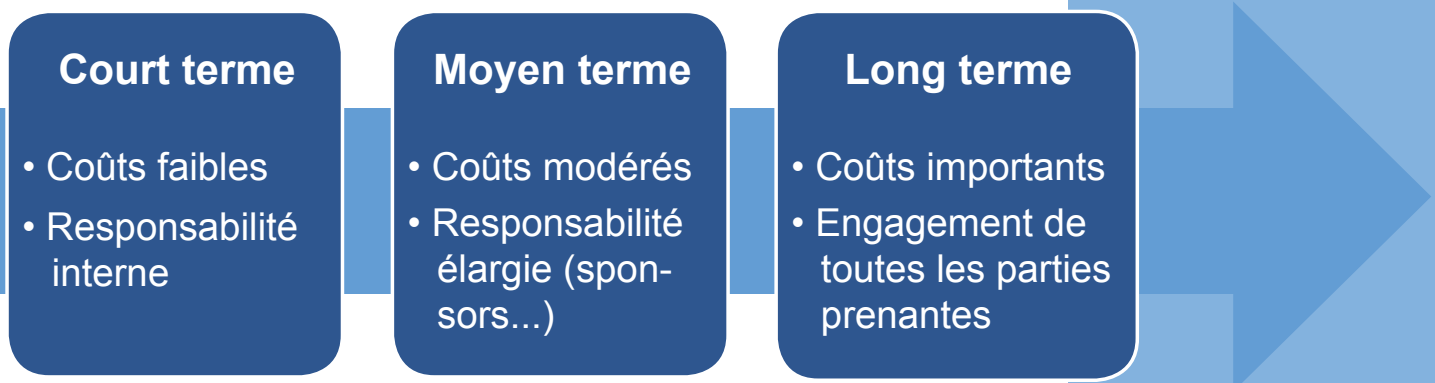 Court terme
• Coûts faibles
• Responsabilité
interne
Moyen terme
• Coûts modérés
• Responsabilité
élargie (spon-
sors...)
Long terme
• Coûts importants
• Engagement de
toutes les parties
prenantes